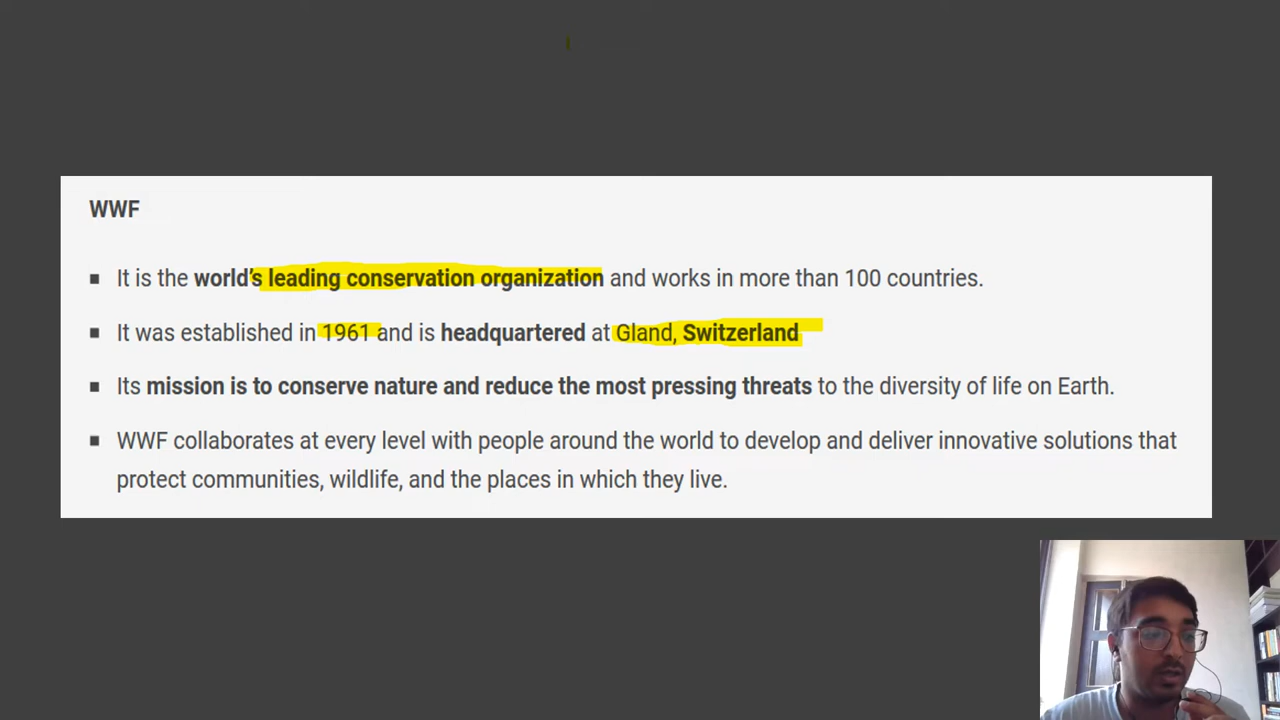 WWF
It is the world's leading conservation organization and works in more than 100 countries.
It was established in 1961 and is headquartered at Gland, Switzerland
Its mission is to conserve nature and reduce the most pressing threats to the diversity of life on Earth.
WWF collaborates at every level with people around the world to develop and deliver innovative solutions that
protect communities, wildlife, and the places in which they live.